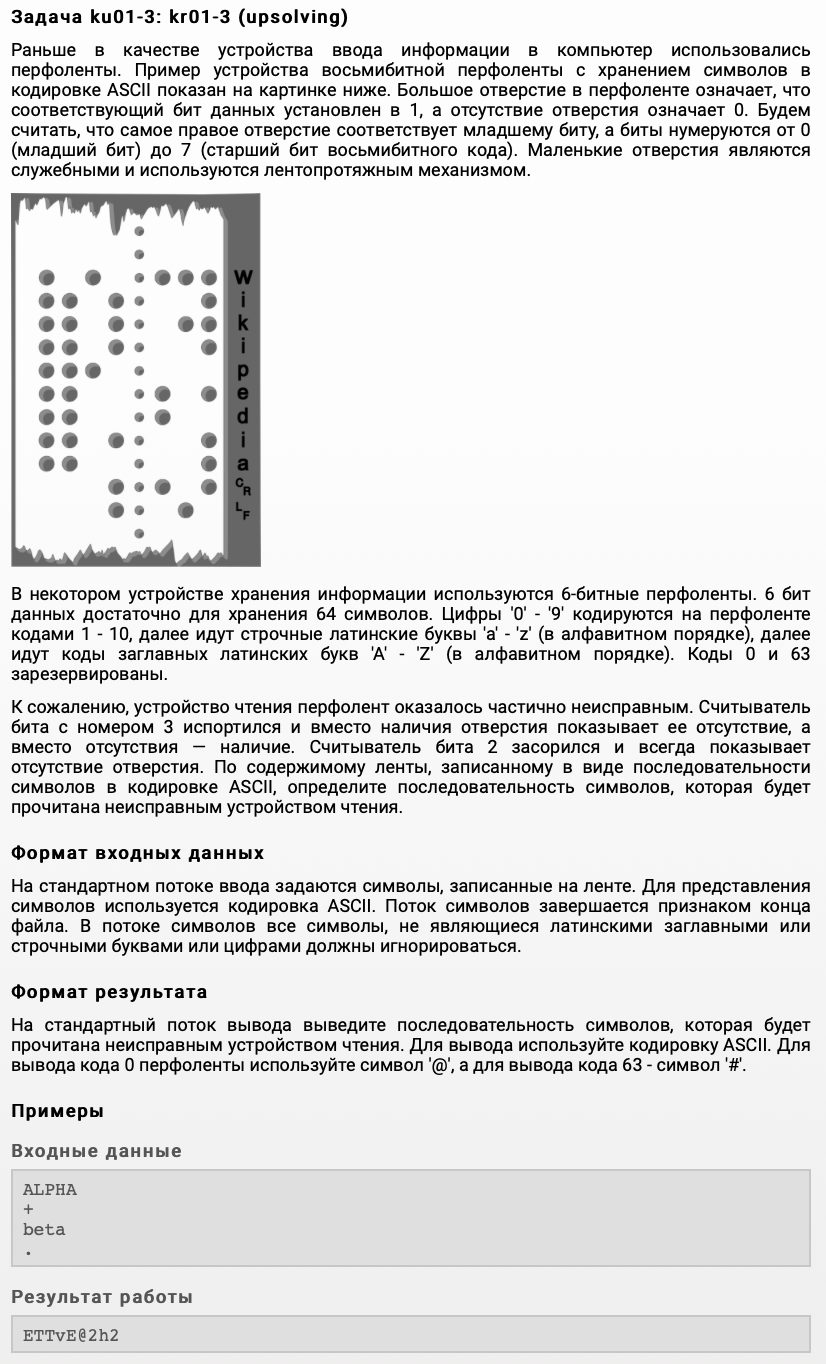 Задача ku01-3: kr01-3 (upsolving)
Раньше в качестве устройства ввода информации в компьютер использовались
перфоленты. Пример устройства восьмибитной перфоленты с хранением символов в
кодировке ASCII показан на картинке ниже. Большое отверстие в перфоленте означает, что
соответствующий бит данных установлен в 1, а отсутствие отверстия означает 0. Будем
считать, что самое правое отверстие соответствует младшему биту, а биты нумеруются от 0
(младший бит) до 7 (старший бит восьмибитного кода). Маленькие отверстия являются
служебными и используются лентопротяжным механизмом.
W
i
k
i
p
e
d
i
a
CR
LF
В некотором устройстве хранения информации используются 6-битные перфоленты. 6 бит
данных достаточно для хранения 64 символов. Цифры '0' - '9' кодируются на перфоленте
кодами 1 - 10, далее идут строчные латинские буквы 'a' - 'z' (в алфавитном порядке), далее
идут коды заглавных латинских букв 'A' - 'Z' (в алфавитном порядке). Коды 0 и 63
зарезервированы.
К сожалению, устройство чтения перфолент оказалось частично неисправным. Считыватель
бита с номером 3 испортился и вместо наличия отверстия показывает ее отсутствие, а
вместо отсутствия — наличие. Считыватель бита 2 засорился и всегда показывает
отсутствие отверстия. По содержимому ленты, записанному в виде последовательности
символов в кодировке ASCII, определите последовательность символов, которая будет
прочитана неисправным устройством чтения.
Формат входных данных
На стандартном потоке ввода задаются символы, записанные на ленте. Для представления
символов используется кодировка ASCII. Поток символов завершается признаком конца
файла. В потоке символов все символы, не являющиеся латинскими заглавными или
строчными буквами или цифрами должны игнорироваться.
Формат результата
На стандартный поток вывода выведите последовательность символов, которая будет
прочитана неисправным устройством чтения. Для вывода используйте кодировку ASCII. Для
вывода кода 0 перфоленты используйте символ '@', а для вывода кода 63 - символ '#'.
Примеры
Входные данные
ALPHA
+
beta
.
Результат работы
ETTvE@2h2